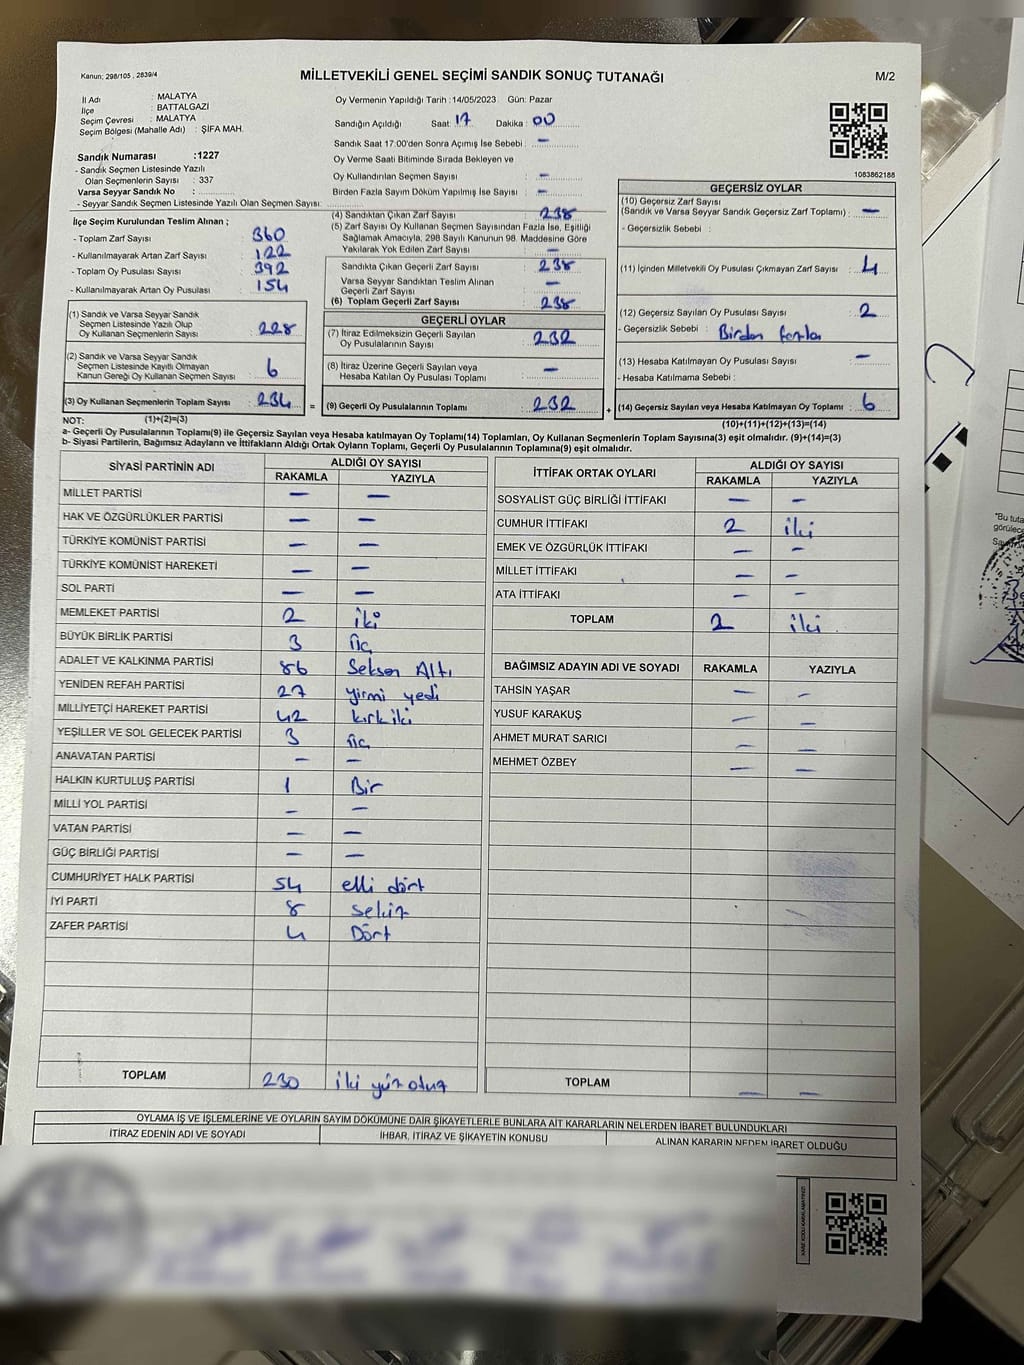 Kanun; 298/105 , 2839/4
MİLLETVEKİLİ GENEL SEÇİMİ SANDIK SONUÇ TUTANAĞI
M/2
İl Adı : MALATYA
İlçe : BATTALGAZİ
Seçim Çevresi : MALATYA
Seçim Bölgesi (Mahalle Adı) : ŞİFA MAH.
Sandık Numarası :1227
- Sandık Seçmen Listesinde Yazılı
Olan Seçmenlerin Sayısı : 337
Varsa Seyyar Sandık No :
- Seyyar Sandık Seçmen Listesinde Yazılı Olan Seçmen Sayısı:
Oy Vermenin Yapıldığı Tarih :14/05/2023 Gün: Pazar
Sandığın Açıldığı Saat: 17 Dakika : 00
Sandık Saat 17.00'den Sonra Açımış İse Sebebi : —
Oy Verme Saati Bitiminde Sırada Bekleyen ve
Oy Kullandırılan Seçmen Sayısı : —
Birden Fazla Sayım Döküm Yapılmış İse Sayısı : —
1083862188
İlçe Seçim Kurulundan Teslim Alınan ;
- Toplam Zarf Sayısı : 360
- Kullanılmayarak Artan Zarf Sayısı : 122
- Toplam Oy Pusulası Sayısı : 392
- Kullanılmayarak Artan Oy Pusulası : 154
(4) Sandıktan Çıkan Zarf Sayısı : 238
(5) Zarf Sayısı Oy Kullanan Seçmen Sayısından Fazla İse, Eşitliği
Sağlamak Amacıyla, 298 Sayılı Kanunun 98. Maddesine Göre
Yakılarak Yok Edilen Zarf Sayısı : —
Sandıkta Çıkan Geçerli Zarf Sayısı : 238
Varsa Seyyar Sandıktan Teslim Alınan
Geçerli Zarf Sayısı : —
(6) Toplam Geçerli Zarf Sayısı : 238
GEÇERSİZ OYLAR
(10) Geçersiz Zarf Sayısı
(Sandık ve Varsa Seyyar Sandık Geçersiz Zarf Toplamı) : —
- Geçersizlik Sebebi :
(11) İçinden Milletvekili Oy Pusulası Çıkmayan Zarf Sayısı : 4
(12) Geçersiz Sayılan Oy Pusulası Sayısı : 2
- Geçersizlik Sebebi : Birden fazla
(13) Hesaba Katılmayan Oy Pusulası Sayısı : —
- Hesaba Katılmama Sebebi :
(14) Geçersiz Sayılan veya Hesaba Katılmayan Oy Toplamı : 6
(10)+(11)+(12)+(13)=(14)
(1) Sandık ve Varsa Seyyar Sandık
Seçmen Listesinde Yazılı Olup
Oy Kullanan Seçmenlerin Sayısı : 228
(2) Sandık ve Varsa Seyyar Sandık
Seçmen Listesinde Kayıtlı Olmayan
Kanun Gereği Oy Kullanan Seçmen Sayısı : 6
(3) Oy Kullanan Seçmenlerin Toplam Sayısı : 234 =
(1)+(2)=(3)
GEÇERLİ OYLAR
(7) İtiraz Edilmeksizin Geçerli Sayılan
Oy Pusulalarının Sayısı : 232
(8) İtiraz Üzerine Geçerli Sayılan veya
Hesaba Katılan Oy Pusulası Toplamı : —
(9) Geçerli Oy Pusulalarının Toplamı : 232 +
NOT:
a- Geçerli Oy Pusulalarının Toplamı(9) ile Geçersiz Sayılan veya Hesaba katılmayan Oy Toplamı(14) Toplamları, Oy Kullanan Seçmenlerin Toplam Sayısına(3) eşit olmalıdır. (9)+(14)=(3)
b- Siyasi Partilerin, Bağımsız Adayların ve İttifakların Aldığı Ortak Oyların Toplamı, Geçerli Oy Pusulalarının Toplamına(9) eşit olmalıdır.
SİYASİ PARTİNİN ADI ALDIĞI OY SAYISI
RAKAMLA YAZIYLA
MİLLET PARTİSİ — —
HAK VE ÖZGÜRLÜKLER PARTİSİ — —
TÜRKİYE KOMÜNİST PARTİSİ — —
TÜRKİYE KOMÜNİST HAREKETİ — —
SOL PARTİ — —
MEMLEKET PARTİSİ 2 iki
BÜYÜK BİRLİK PARTİSİ 3 üç
ADALET VE KALKINMA PARTİSİ 86 Seksen Altı
YENİDEN REFAH PARTİSİ 27 yirmi yedi
MİLLİYETÇİ HAREKET PARTİSİ 42 kırk iki
YEŞİLLER VE SOL GELECEK PARTİSİ 3 üç
ANAVATAN PARTİSİ — —
HALKIN KURTULUŞ PARTİSİ 1 Bir
MİLLİ YOL PARTİSİ — —
VATAN PARTİSİ — —
GÜÇ BİRLİĞİ PARTİSİ — —
CUMHURİYET HALK PARTİSİ 54 elli dört
İYİ PARTİ 8 sekiz
ZAFER PARTİSİ 4 Dört
TOPLAM 230 iki yüz otuz
İTTİFAK ORTAK OYLARI ALDIĞI OY SAYISI
RAKAMLA YAZIYLA
SOSYALİST GÜÇ BİRLİĞİ İTTİFAKI — —
CUMHUR İTTİFAKI 2 iki
EMEK VE ÖZGÜRLÜK İTTİFAKI — —
MİLLET İTTİFAKI — —
ATA İTTİFAKI — —
TOPLAM 2 iki
BAĞIMSIZ ADAYIN ADI VE SOYADI RAKAMLA YAZIYLA
TAHSİN YAŞAR — —
YUSUF KARAKUŞ — —
AHMET MURAT SARICI — —
MEHMET ÖZBEY — —
TOPLAM — —
OYLAMA İŞ VE İŞLEMLERİNE VE OYLARIN SAYIM DÖKÜMÜNE DAİR ŞİKAYETLERLE BUNLARA AİT KARARLARIN NELERDEN İBARET BULUNDUKLARI
İTİRAZ EDENİN ADI VE SOYADI İHBAR, İTİRAZ VE ŞİKAYETİN KONUSU ALINAN KARARIN NEDEN İBARET OLDUĞU
"Bu tuta